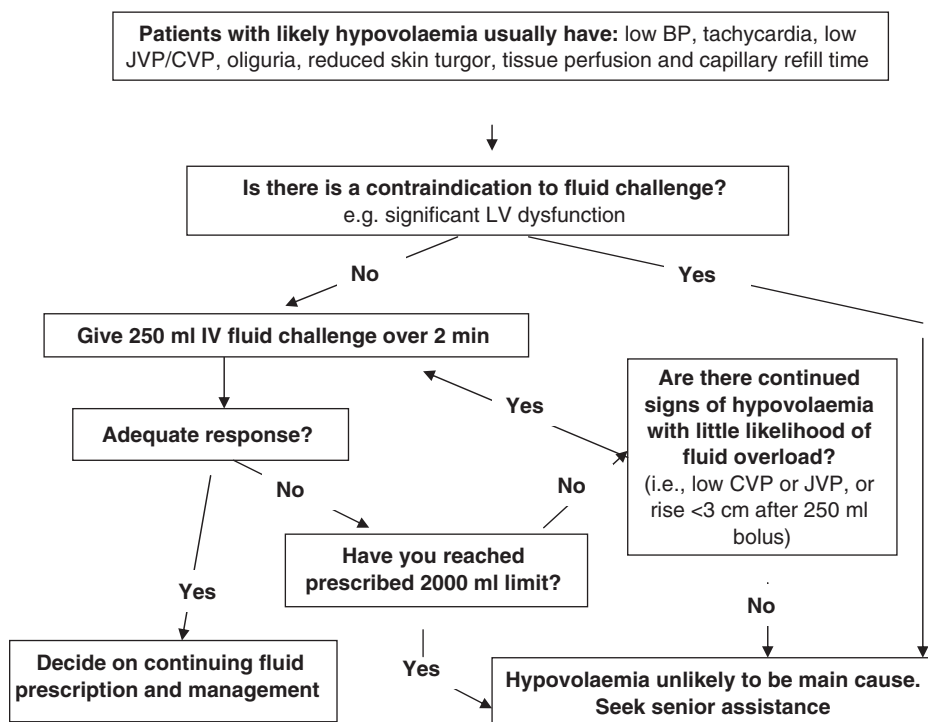 Patients with likely hypovolaemia usually have: low BP, tachycardia, low
JVP/CVP, oliguria, reduced skin turgor, tissue perfusion and capillary refill time
Is there is a contraindication to fluid challenge?
e.g. significant LV dysfunction
No
Yes
Give 250 ml IV fluid challenge over 2 min
Are there continued
signs of hypovolaemia
with little likelihood of
fluid overload?
(i.e., low CVP or JVP, or
rise <3 cm after 250 ml
bolus)
Yes
Adequate response?
No
No
Have you reached
prescribed 2000 ml limit?
Yes
No
Decide on continuing fluid
prescription and management
Yes
Hypovolaemia unlikely to be main cause.
Seek senior assistance